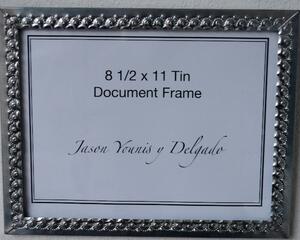 8 1/2 x 11 Tin
Document Frame
Jason Younis y Delgado